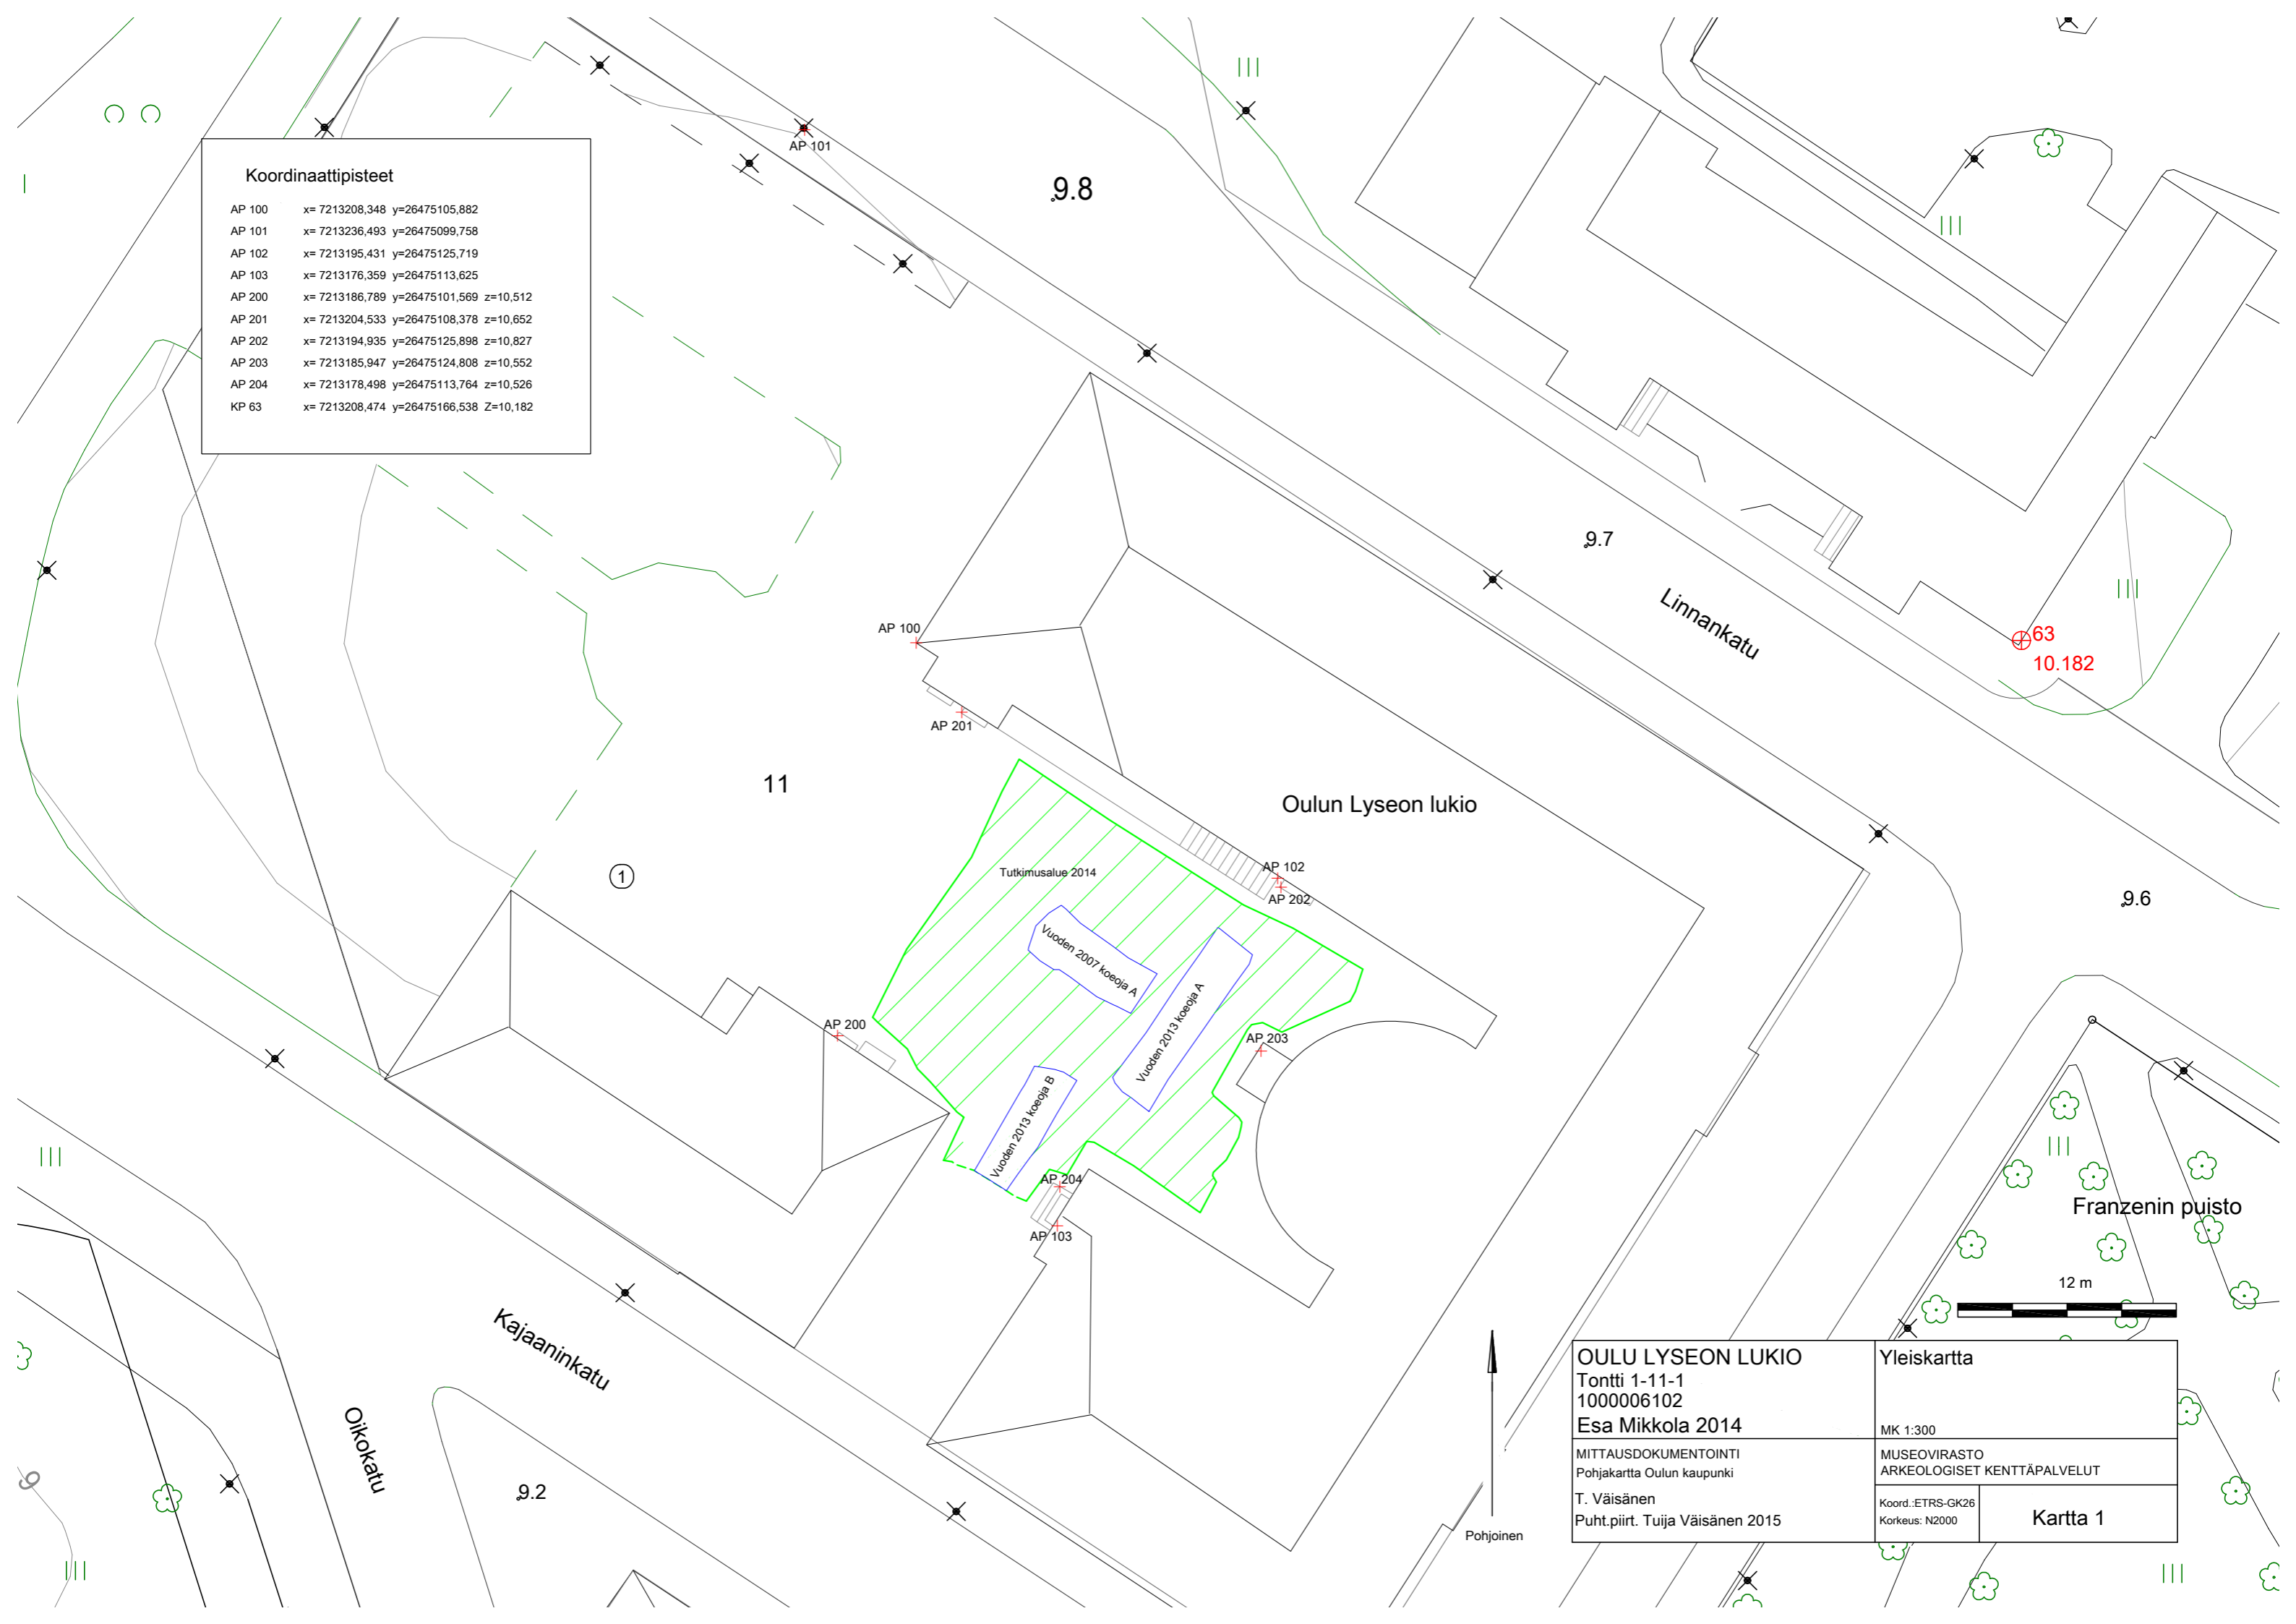 Koordinaattipisteet
AP 100 x= 7213208,348 y=26475105,882
AP 101 x= 7213236,493 y=26475099,758
AP 102 x= 7213195,431 y=26475125,719
AP 103 x= 7213176,359 y=26475113,625
AP 200 x= 7213186,789 y=26475101,569 z=10,512
AP 201 x= 7213204,533 y=26475108,378 z=10,652
AP 202 x= 7213194,935 y=26475125,898 z=10,827
AP 203 x= 7213185,947 y=26475124,808 z=10,552
AP 204 x= 7213178,498 y=26475113,764 z=10,526
KP 63 x= 7213208,474 y=26475166,538 Z=10,182
AP 101
9.8
9.7
Linnankatu
63
10.182
AP 100
AP 201
11
Oulun Lyseon lukio
1
Tutkimusalue 2014
AP 102
AP 202
9.6
Vuoden 2007 koeoja A
Vuoden 2013 koeoja A
AP 200
AP 203
Vuoden 2013 koeoja B
AP 204
AP 103
Franzenin puisto
12 m
Kajaaninkatu
Oikokatu
9
9.2
Pohjoinen
OULU LYSEON LUKIO
Tontti 1-11-1
1000006102
Esa Mikkola 2014
Yleiskartta
MK 1:300
MITTAUSDOKUMENTOINTI
Pohjakartta Oulun kaupunki
T. Väisänen
Puht.piirt. Tuija Väisänen 2015
MUSEOVIRASTO
ARKEOLOGISET KENTTÄPALVELUT
Koord.:ETRS-GK26
Korkeus: N2000
Kartta 1